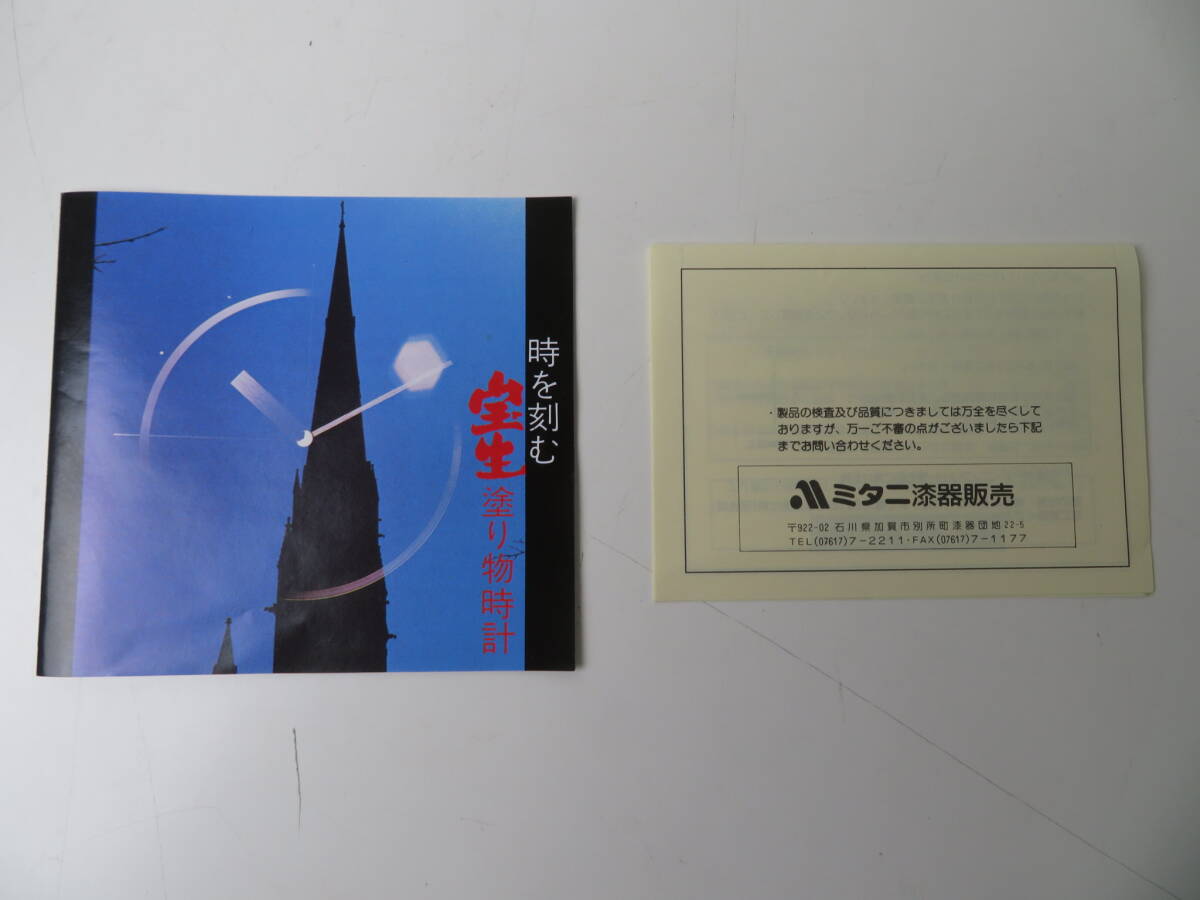 時を刻む
宝生
塗り物時計
・製品の検査及び品質につきましては万全を尽くして
おりますが、万一ご不審の点がございましたら下記
までお問い合わせください。
ミタニ漆器販売
〒922-02 石川県加賀市別所町漆器団地22-5
TEL(07617)7-2211・FAX(07617)7-1177